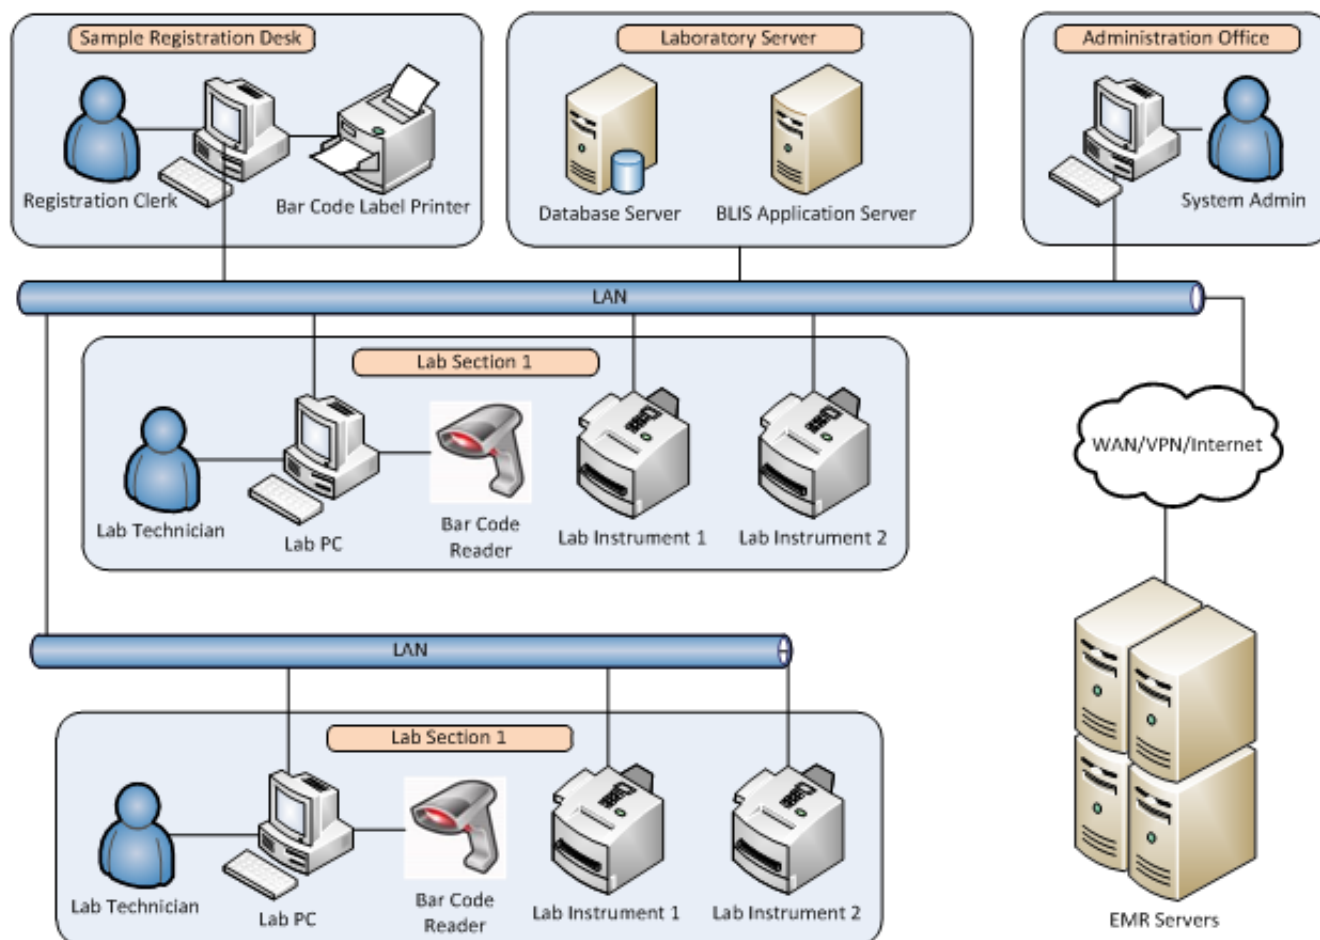 Sample Registration Desk
Laboratory Server
Administration Office
Registration Clerk
Bar Code Label Printer
Database Server
BLIS Application Server
System Admin
LAN
Lab Section 1
WAN/VPN/Internet
Lab Technician
Lab PC
Bar Code
Reader
Lab Instrument 1
Lab Instrument 2
LAN
Lab Section 1
Lab Technician
Lab PC
Bar Code
Reader
Lab Instrument 1
Lab Instrument 2
EMR Servers